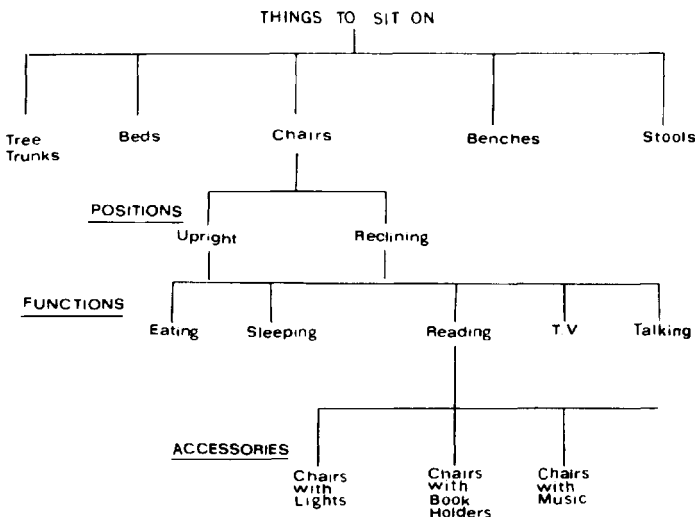 THINGS TO SIT ON
Tree
Trunks
Beds
Chairs
Benches
Stools
POSITIONS
Upright
Reclining
FUNCTIONS
Eating
Sleeping
Reading
T.V
Talking
ACCESSORIES
Chairs
with
Lights
Chairs
with
Book
Holders
Chairs
with
Music